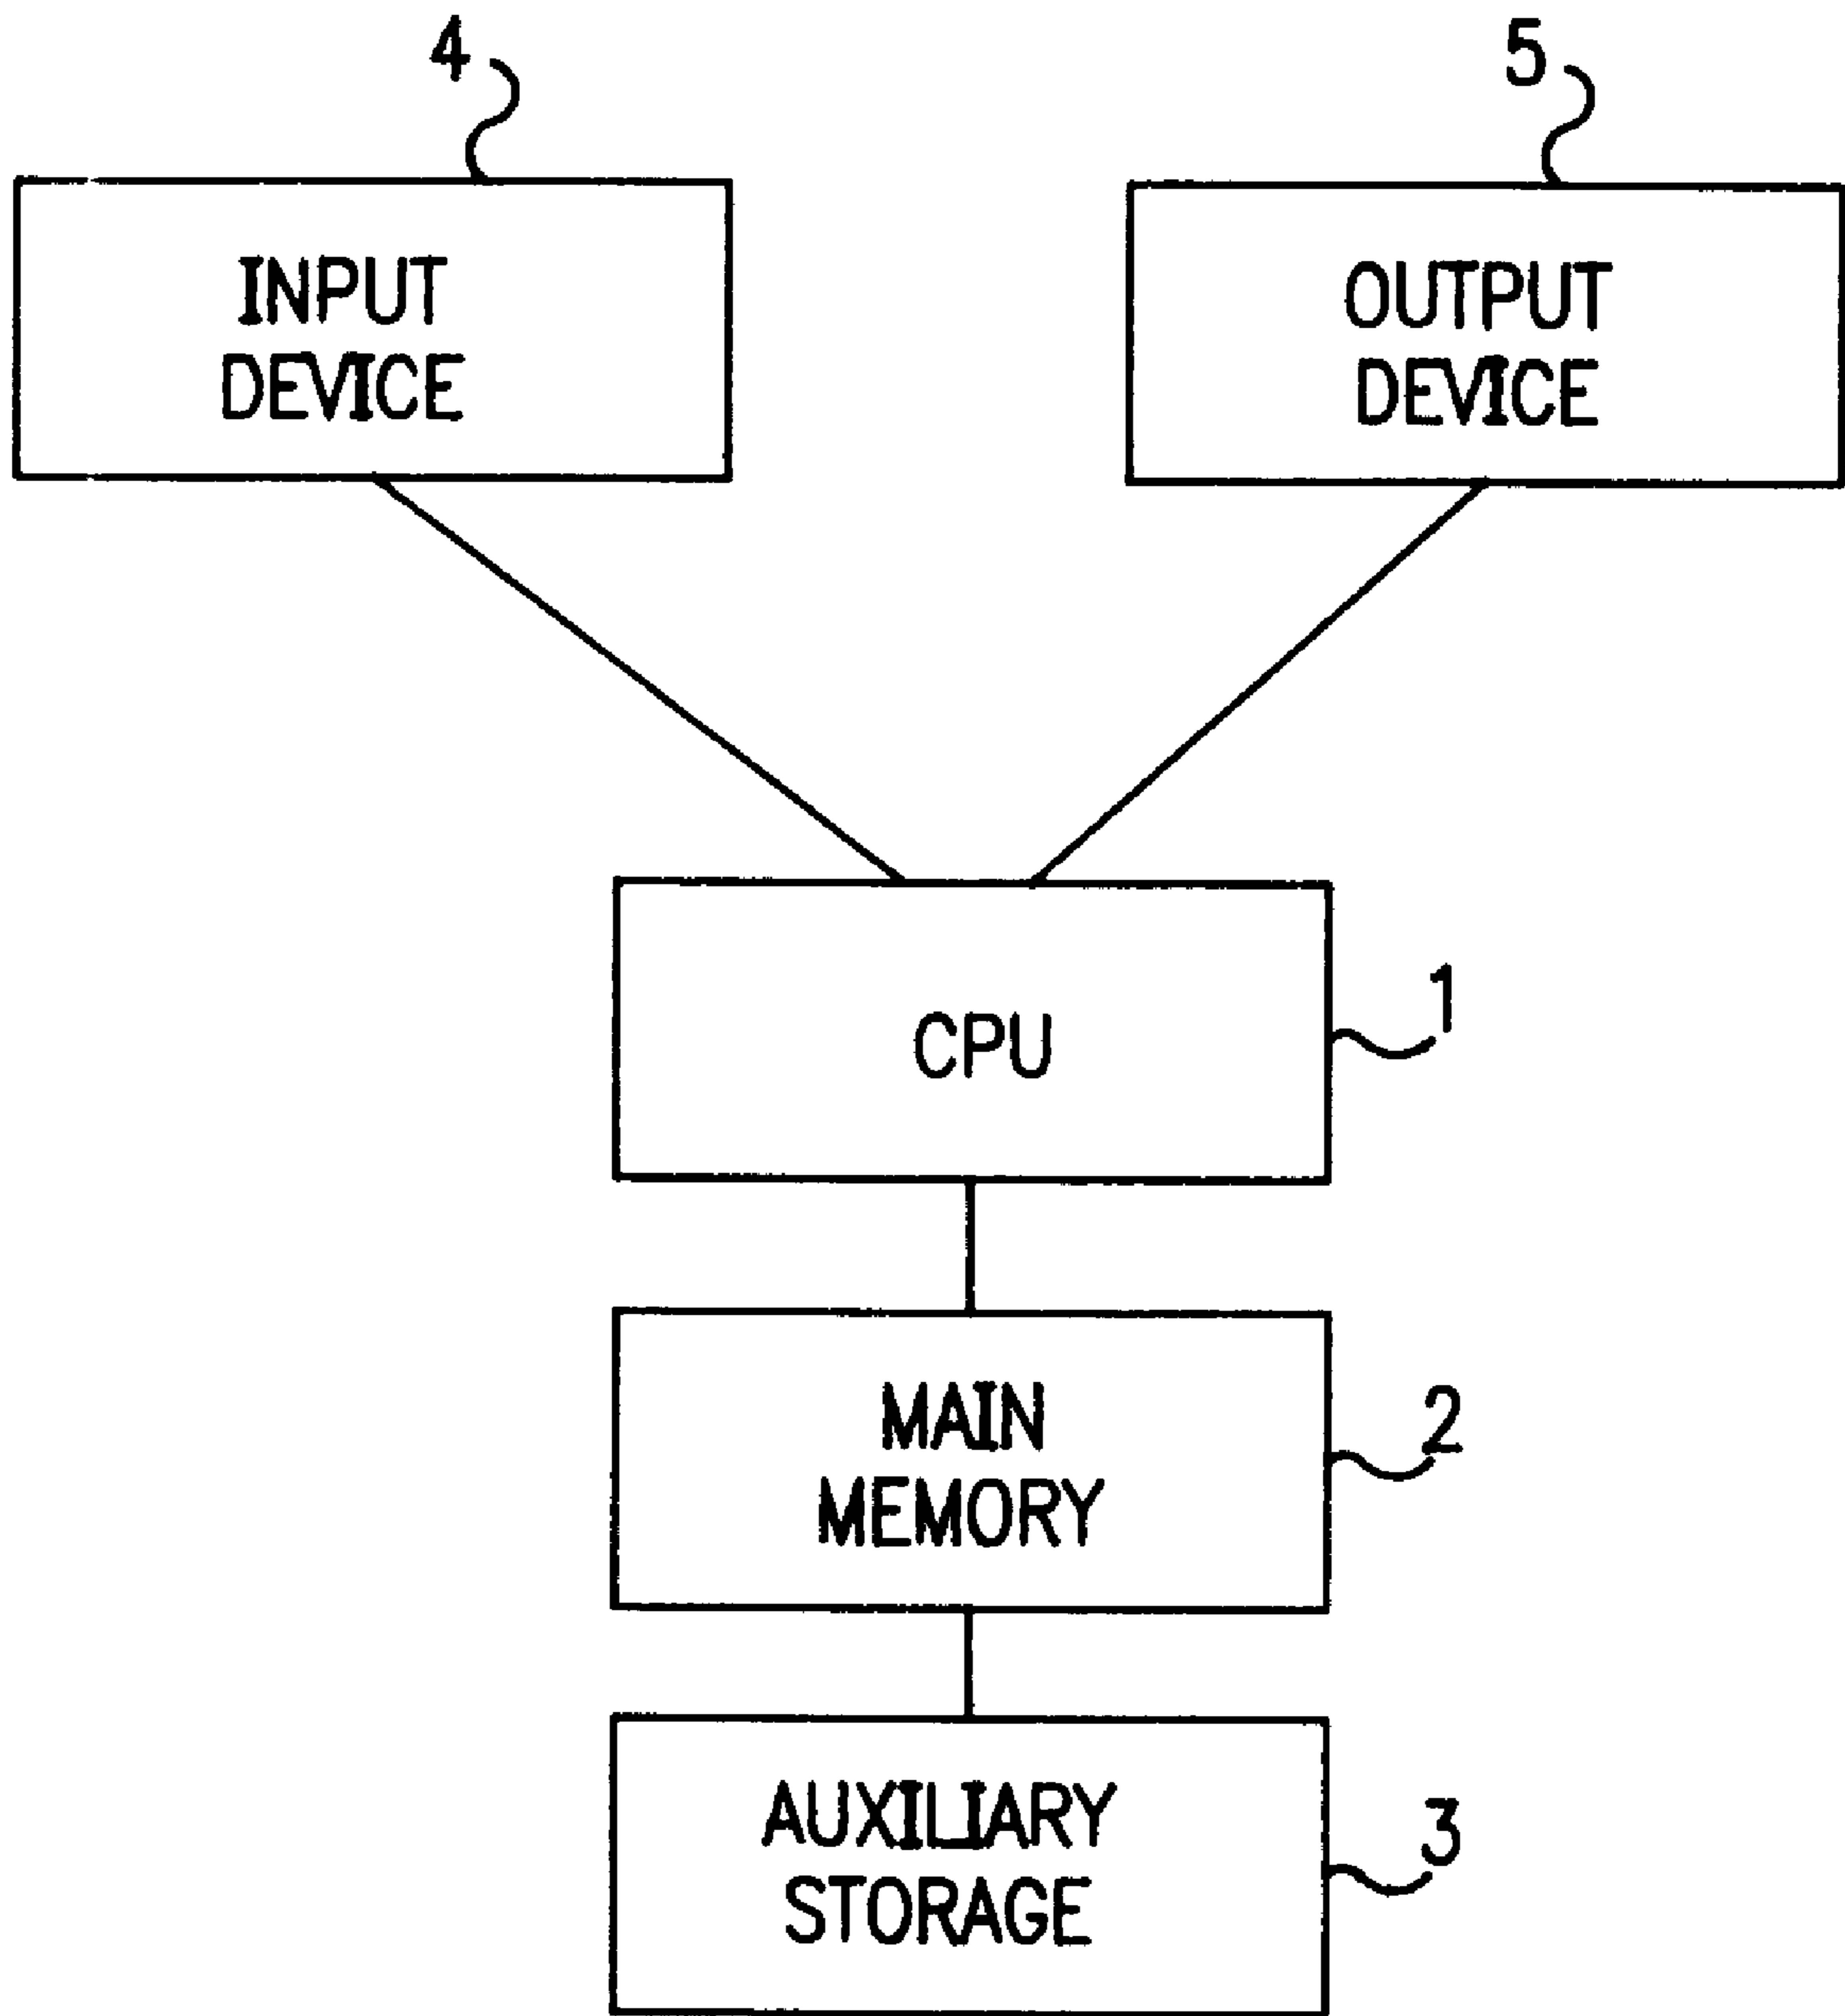 4
5
INPUT
DEVICE
OUTPUT
DEVICE
CPU
1
MAIN
MEMORY
2
AUXILIARY
STORAGE
3